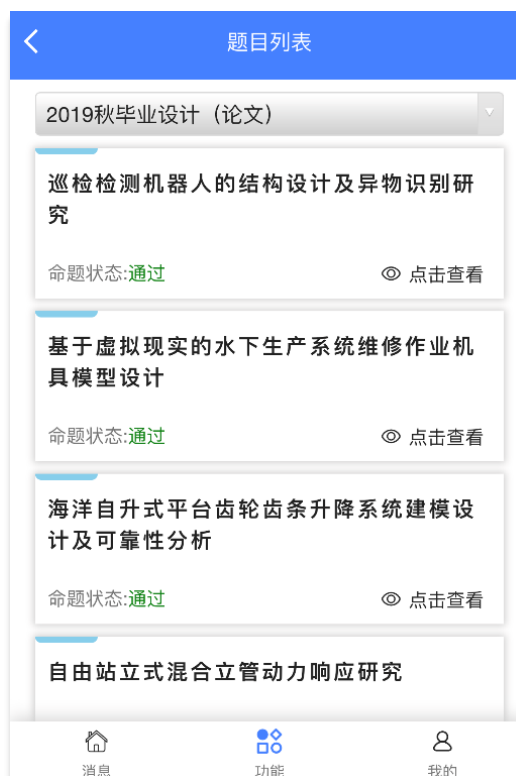 题目列表
2019秋毕业设计（论文）
巡检检测机器人的结构设计及异物识别研
究
命题状态:通过
点击查看
基于虚拟现实的水下生产系统维修作业机
具模型设计
命题状态:通过
点击查看
海洋自升式平台齿轮齿条升降系统建模设
计及可靠性分析
命题状态:通过
点击查看
自由站立式混合立管动力响应研究
消息
功能
我的